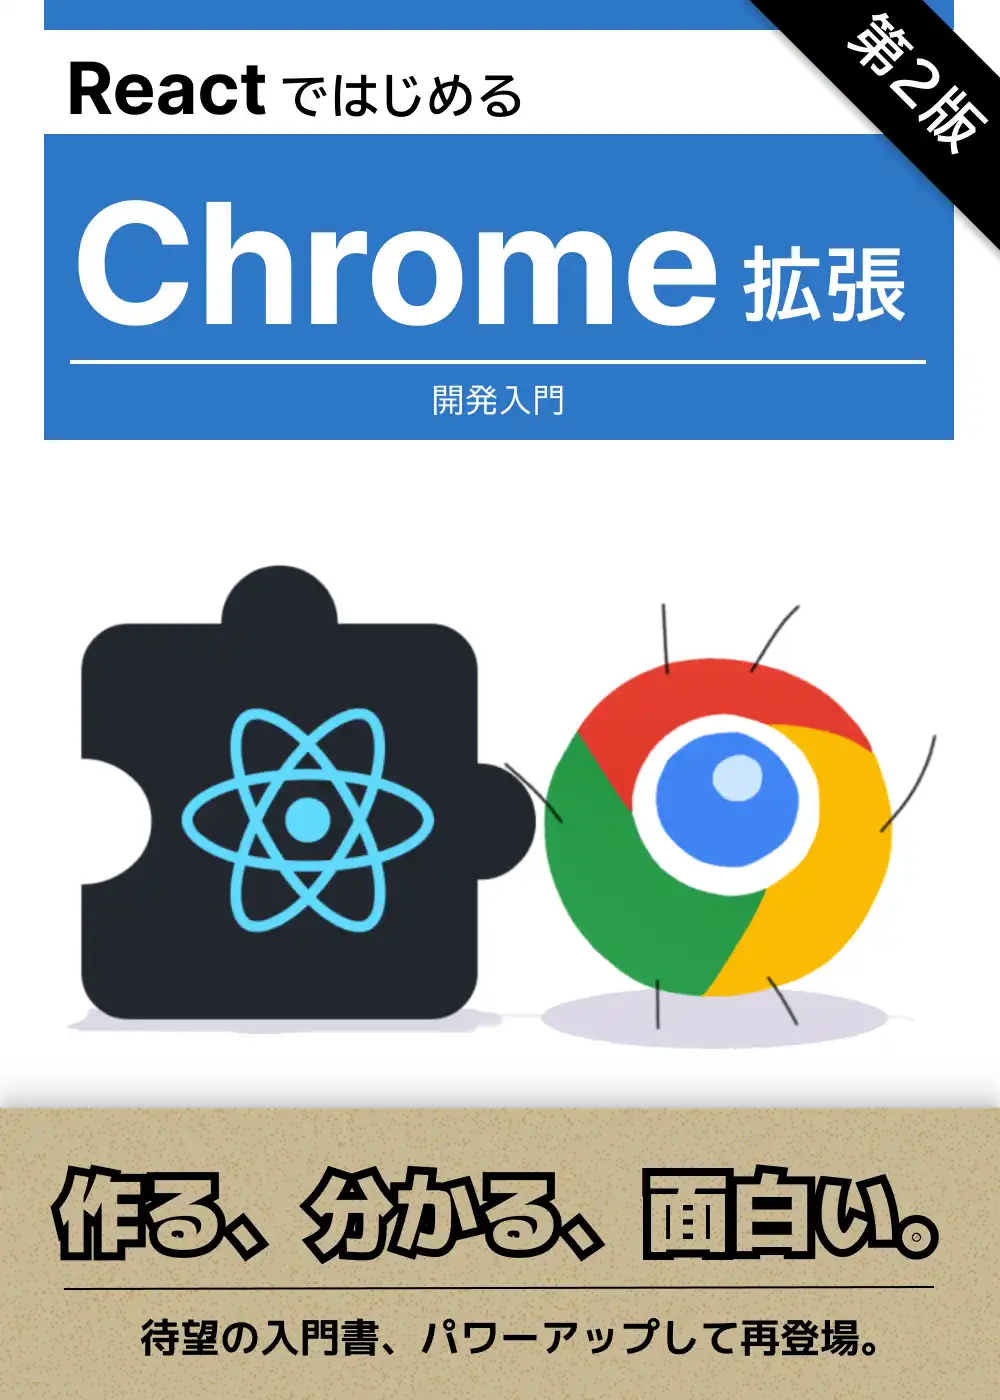 第2版
React ではじめる
Chrome 拡張
開発入門
作る、分かる、面白い。
待望の入門書、パワーアップして再登場。